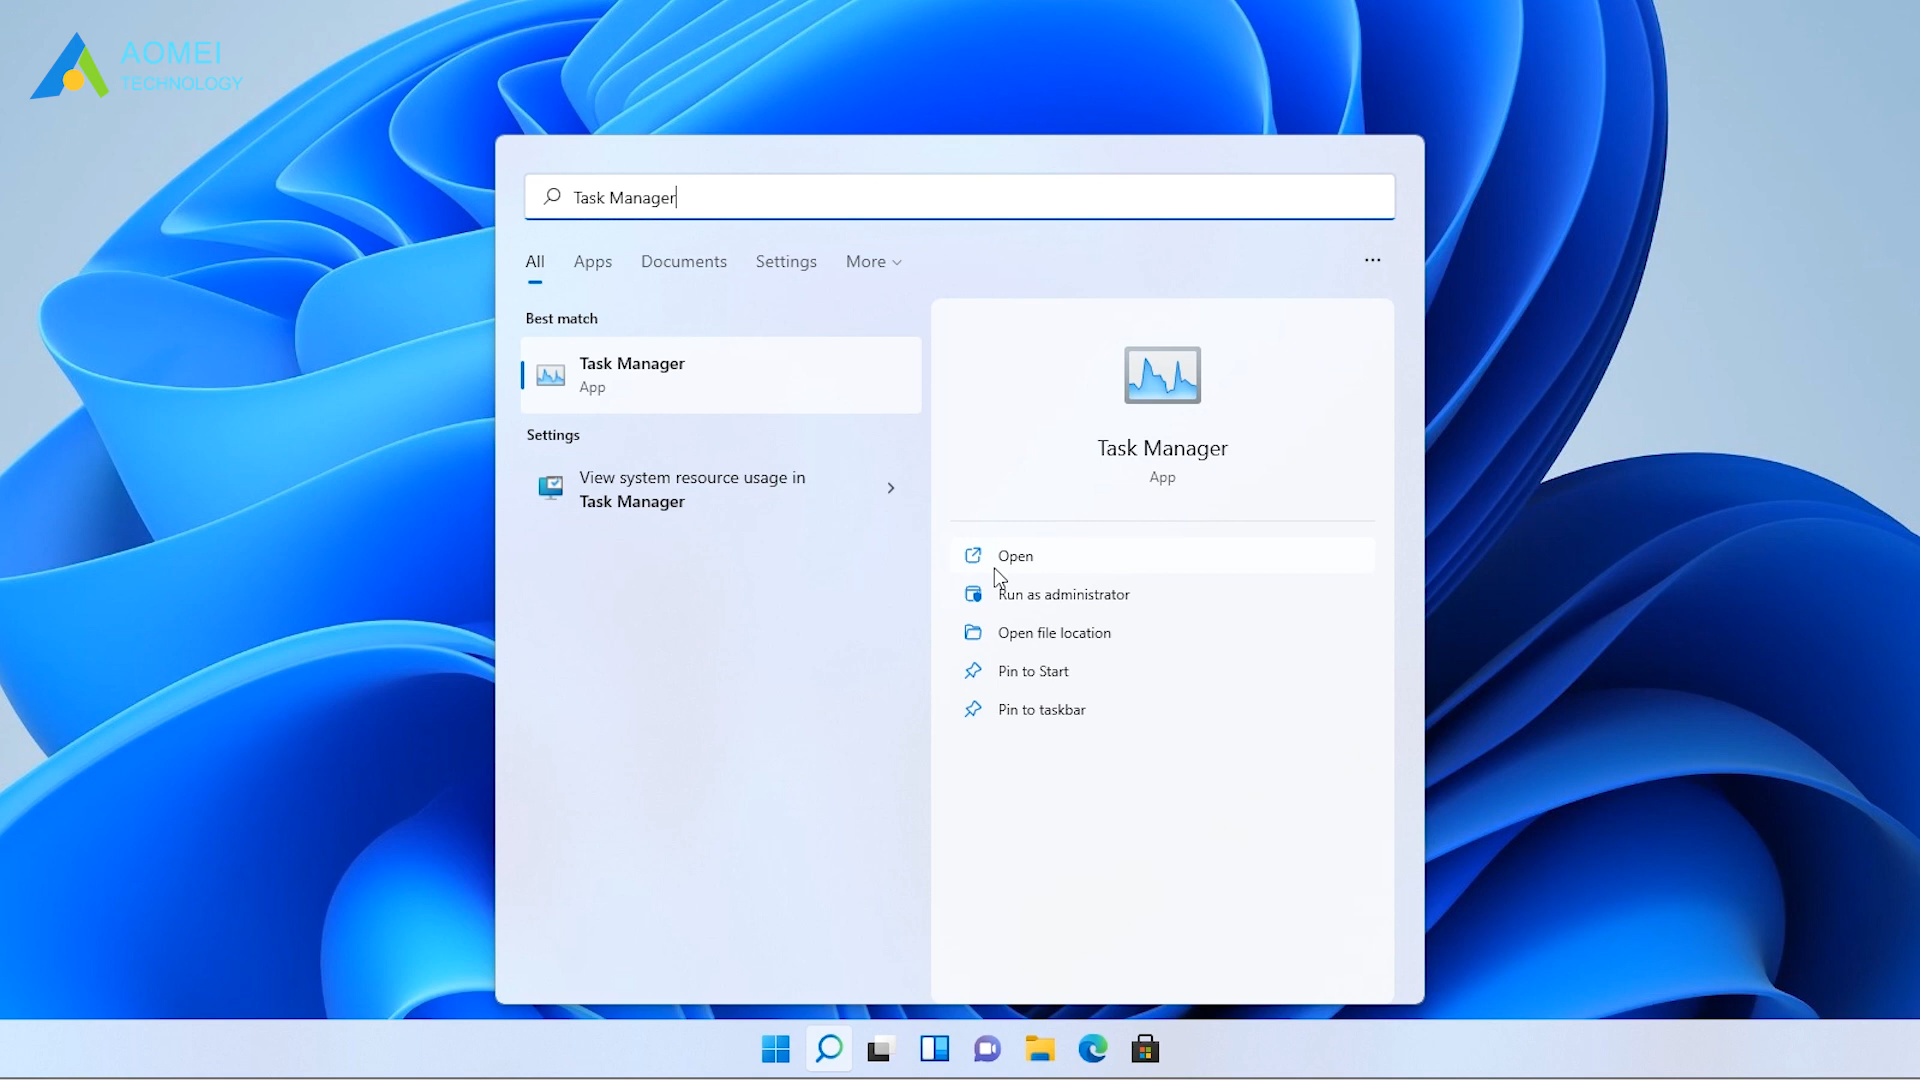 AOMEI
TECHNOLOGY
Task Manager
All Apps Documents Settings More ...
Best match
Task Manager
App
Settings
View system resource usage in
Task Manager
Task Manager
App
Open
Run as administrator
Open file location
Pin to Start
Pin to taskbar